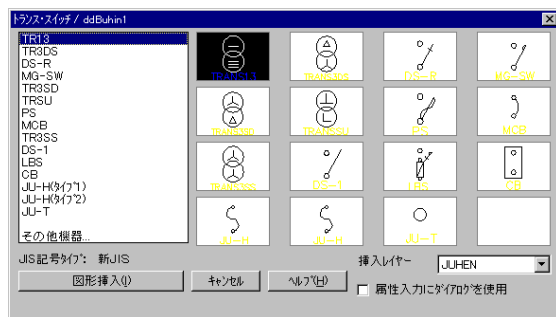 トランス・スイッチ / ddBuhin1
TR13
TR3DS
DS-R
MG-SW
TR3SD
TRSU
PS
MCB
TR3SS
DS-1
LBS
CB
JU-H(ﾀｲﾌﾟ1)
JU-H(ﾀｲﾌﾟ2)
JU-T
その他機器...
TRANS13 TRANS3DS DS-R MG-SW
TRANS3SD TRANSSU PS MCB
TRANS3SS DS-1 LBS CB
JU-H JU-H JU-T
JIS記号ﾀｲﾌﾟ: 新JIS
挿入レイヤー JUHEN
図形挿入(I) キャンセル ヘルプ(H)
属性入力にダイアログを使用